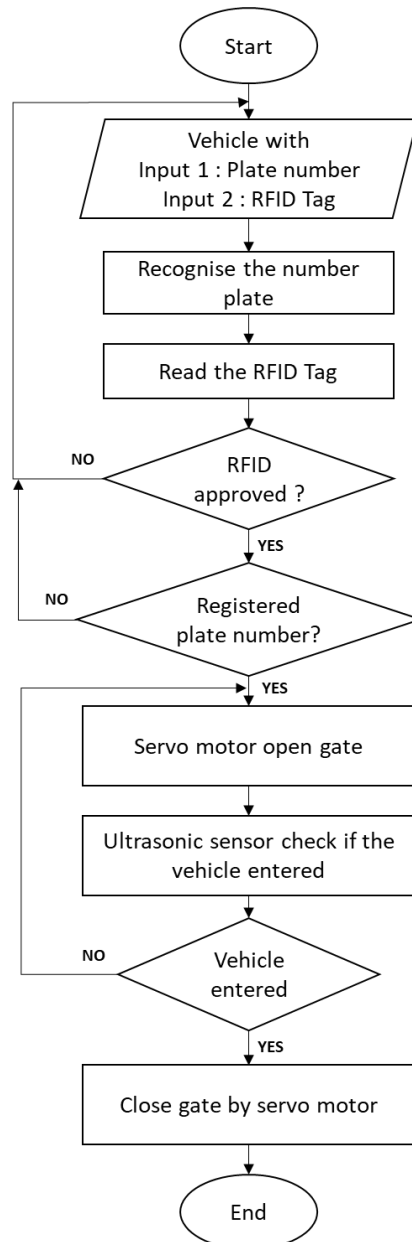 Start
Vehicle with
Input 1 : Plate number
Input 2 : RFID Tag
Recognise the number
plate
Read the RFID Tag
NO
RFID
approved ?
YES
NO
Registered
plate number?
YES
Servo motor open gate
Ultrasonic sensor check if the
vehicle entered
NO
Vehicle
entered
YES
Close gate by servo motor
End